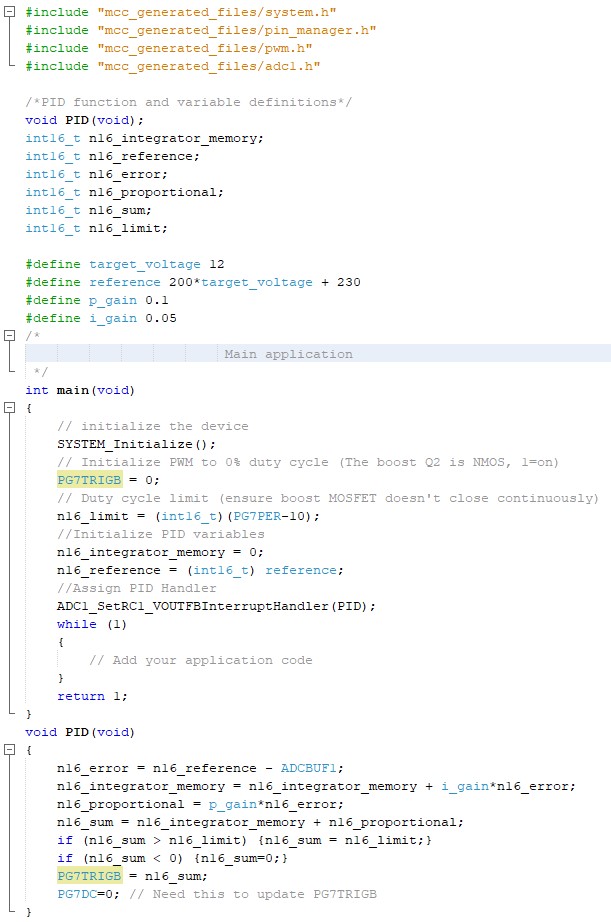 #include "mcc_generated_files/system.h"
#include "mcc_generated_files/pin_manager.h"
#include "mcc_generated_files/pwm.h"
#include "mcc_generated_files/adc1.h"
/*PID function and variable definitions*/
void PID(void);
int16_t n16_integrator_memory;
int16_t n16_reference;
int16_t n16_error;
int16_t n16_proportional;
int16_t n16_sum;
int16_t n16_limit;
#define target_voltage 12
#define reference 200*target_voltage + 230
#define p_gain 0.1
#define i_gain 0.05
/*
Main application
*/
int main(void)
{
// initialize the device
SYSTEM_Initialize();
// Initialize PWM to 0% duty cycle (The boost Q2 is NMOS, 1=on)
PG7TRIGB = 0;
// Duty cycle limit (ensure boost MOSFET doesn't close continuously)
n16_limit = (int16_t)(PG7PER-10);
//Initialize PID variables
n16_integrator_memory = 0;
n16_reference = (int16_t) reference;
//Assign PID Handler
ADC1_SetRC1_VOUTFBInterruptHandler(PID);
while (1)
{
// Add your application code
}
return 1;
}
void PID(void)
{
n16_error = n16_reference - ADCBUF1;
n16_integrator_memory = n16_integrator_memory + i_gain*n16_error;
n16_proportional = p_gain*n16_error;
n16_sum = n16_integrator_memory + n16_proportional;
if (n16_sum > n16_limit) {n16_sum = n16_limit;}
if (n16_sum < 0) {n16_sum=0;}
PG7TRIGB = n16_sum;
PG7DC=0; // Need this to update PG7TRIGB
}